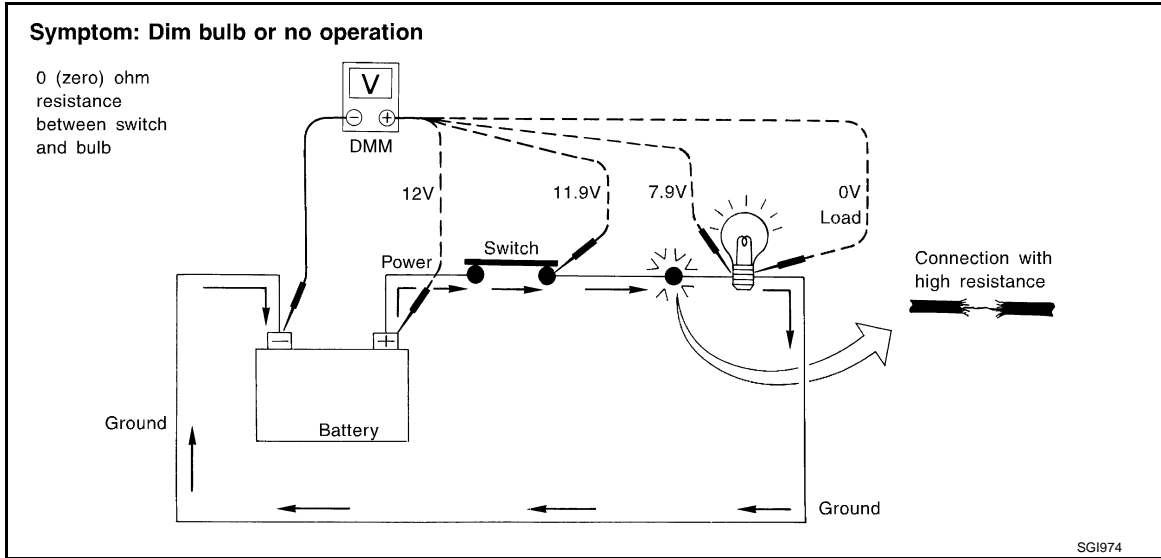 Symptom: Dim bulb or no operation
0 (zero) ohm
resistance
between switch
and bulb
V
− +
DMM
12V
11.9V
7.9V
0V
Load
Switch
Power
Connection with
high resistance
− +
Ground
Battery
Ground
SGI974